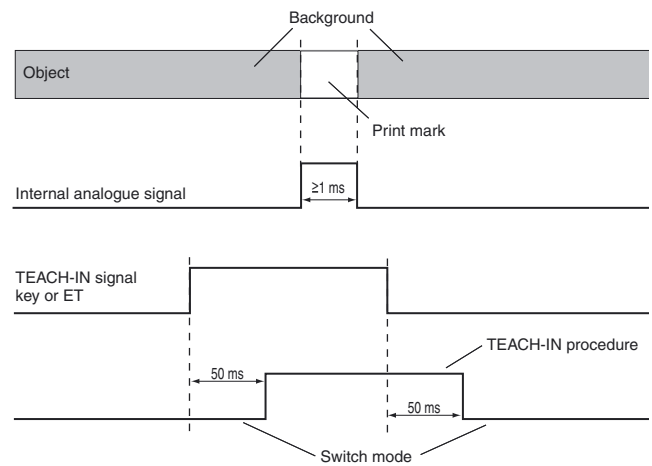 Background
Object
Print mark
Internal analogue signal
≥1 ms
TEACH-IN signal
key or ET
TEACH-IN procedure
50 ms
50 ms
Switch mode